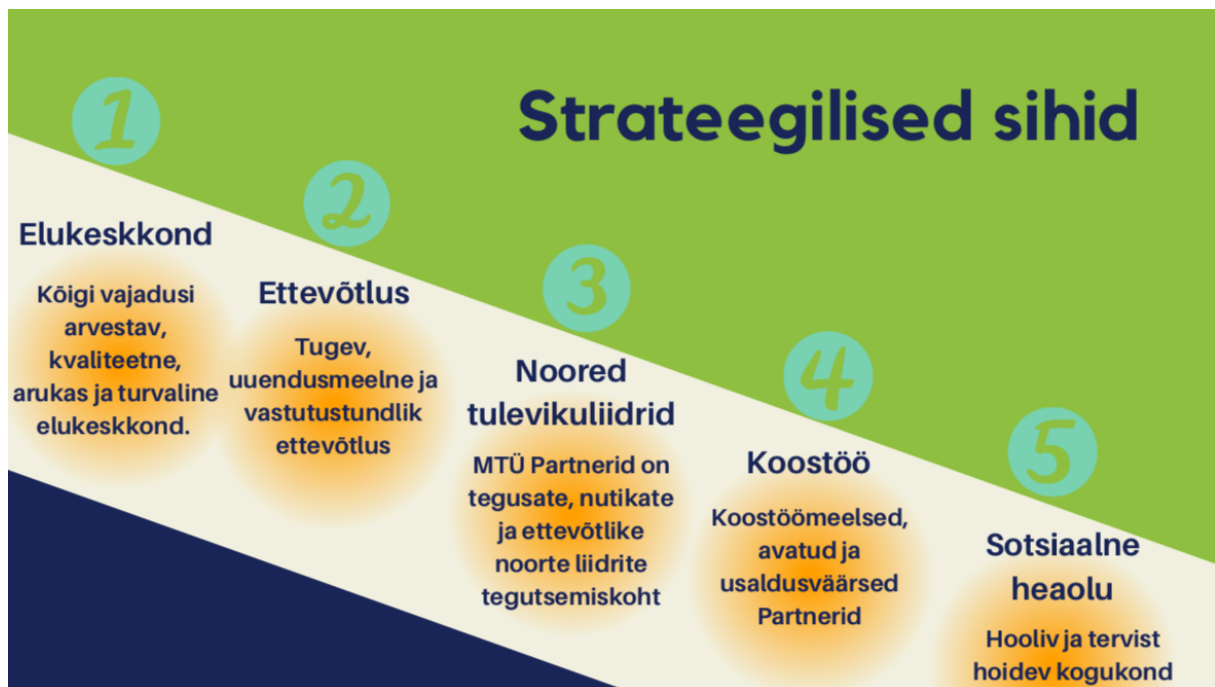 Strateegilised sihid
1
Elukeskkond
Kõigi vajadusi
arvestav,
kvaliteetne,
arukas ja turvaline
elukeskkond.
2
Ettevõtlus
Tugev,
uuendusmeelne ja
vastutustundlik
ettevõtlus
3
Noored
tulevikuliidrid
MTÜ Partnerid on
tegusate, nutikate
ja ettevõtlike
noorte liidrite
tegutsemiskoht
4
Koostöö
Koostöömeelsed,
avatud ja
usaldusväärsed
Partnerid
5
Sotsiaalne
heaolu
Hooliv ja tervist
hoidev kogukond